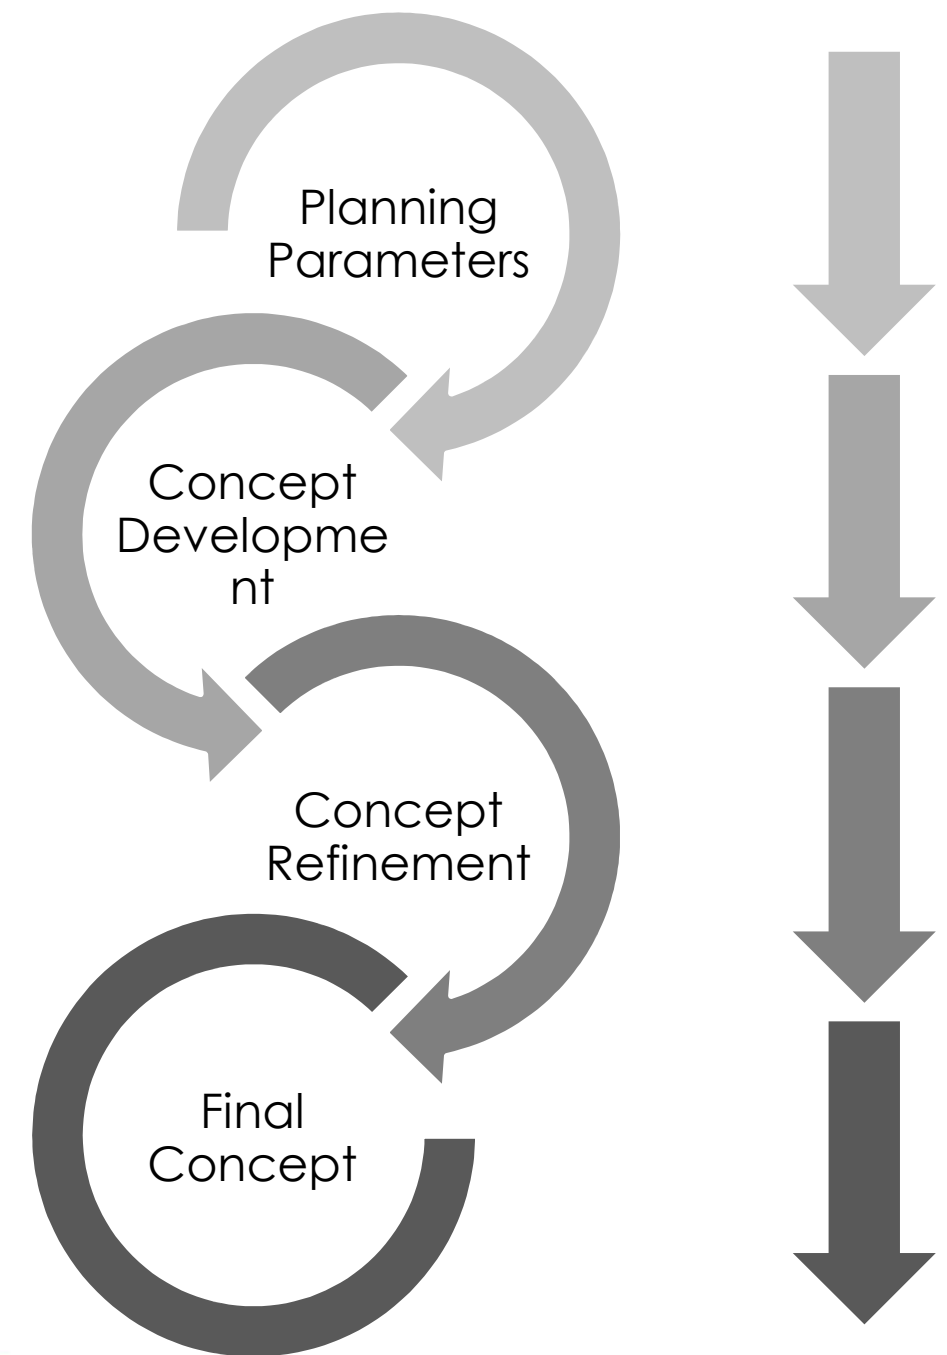 Planning
Parameters
Concept
Developme
nt
Concept
Refinement
Final
Concept